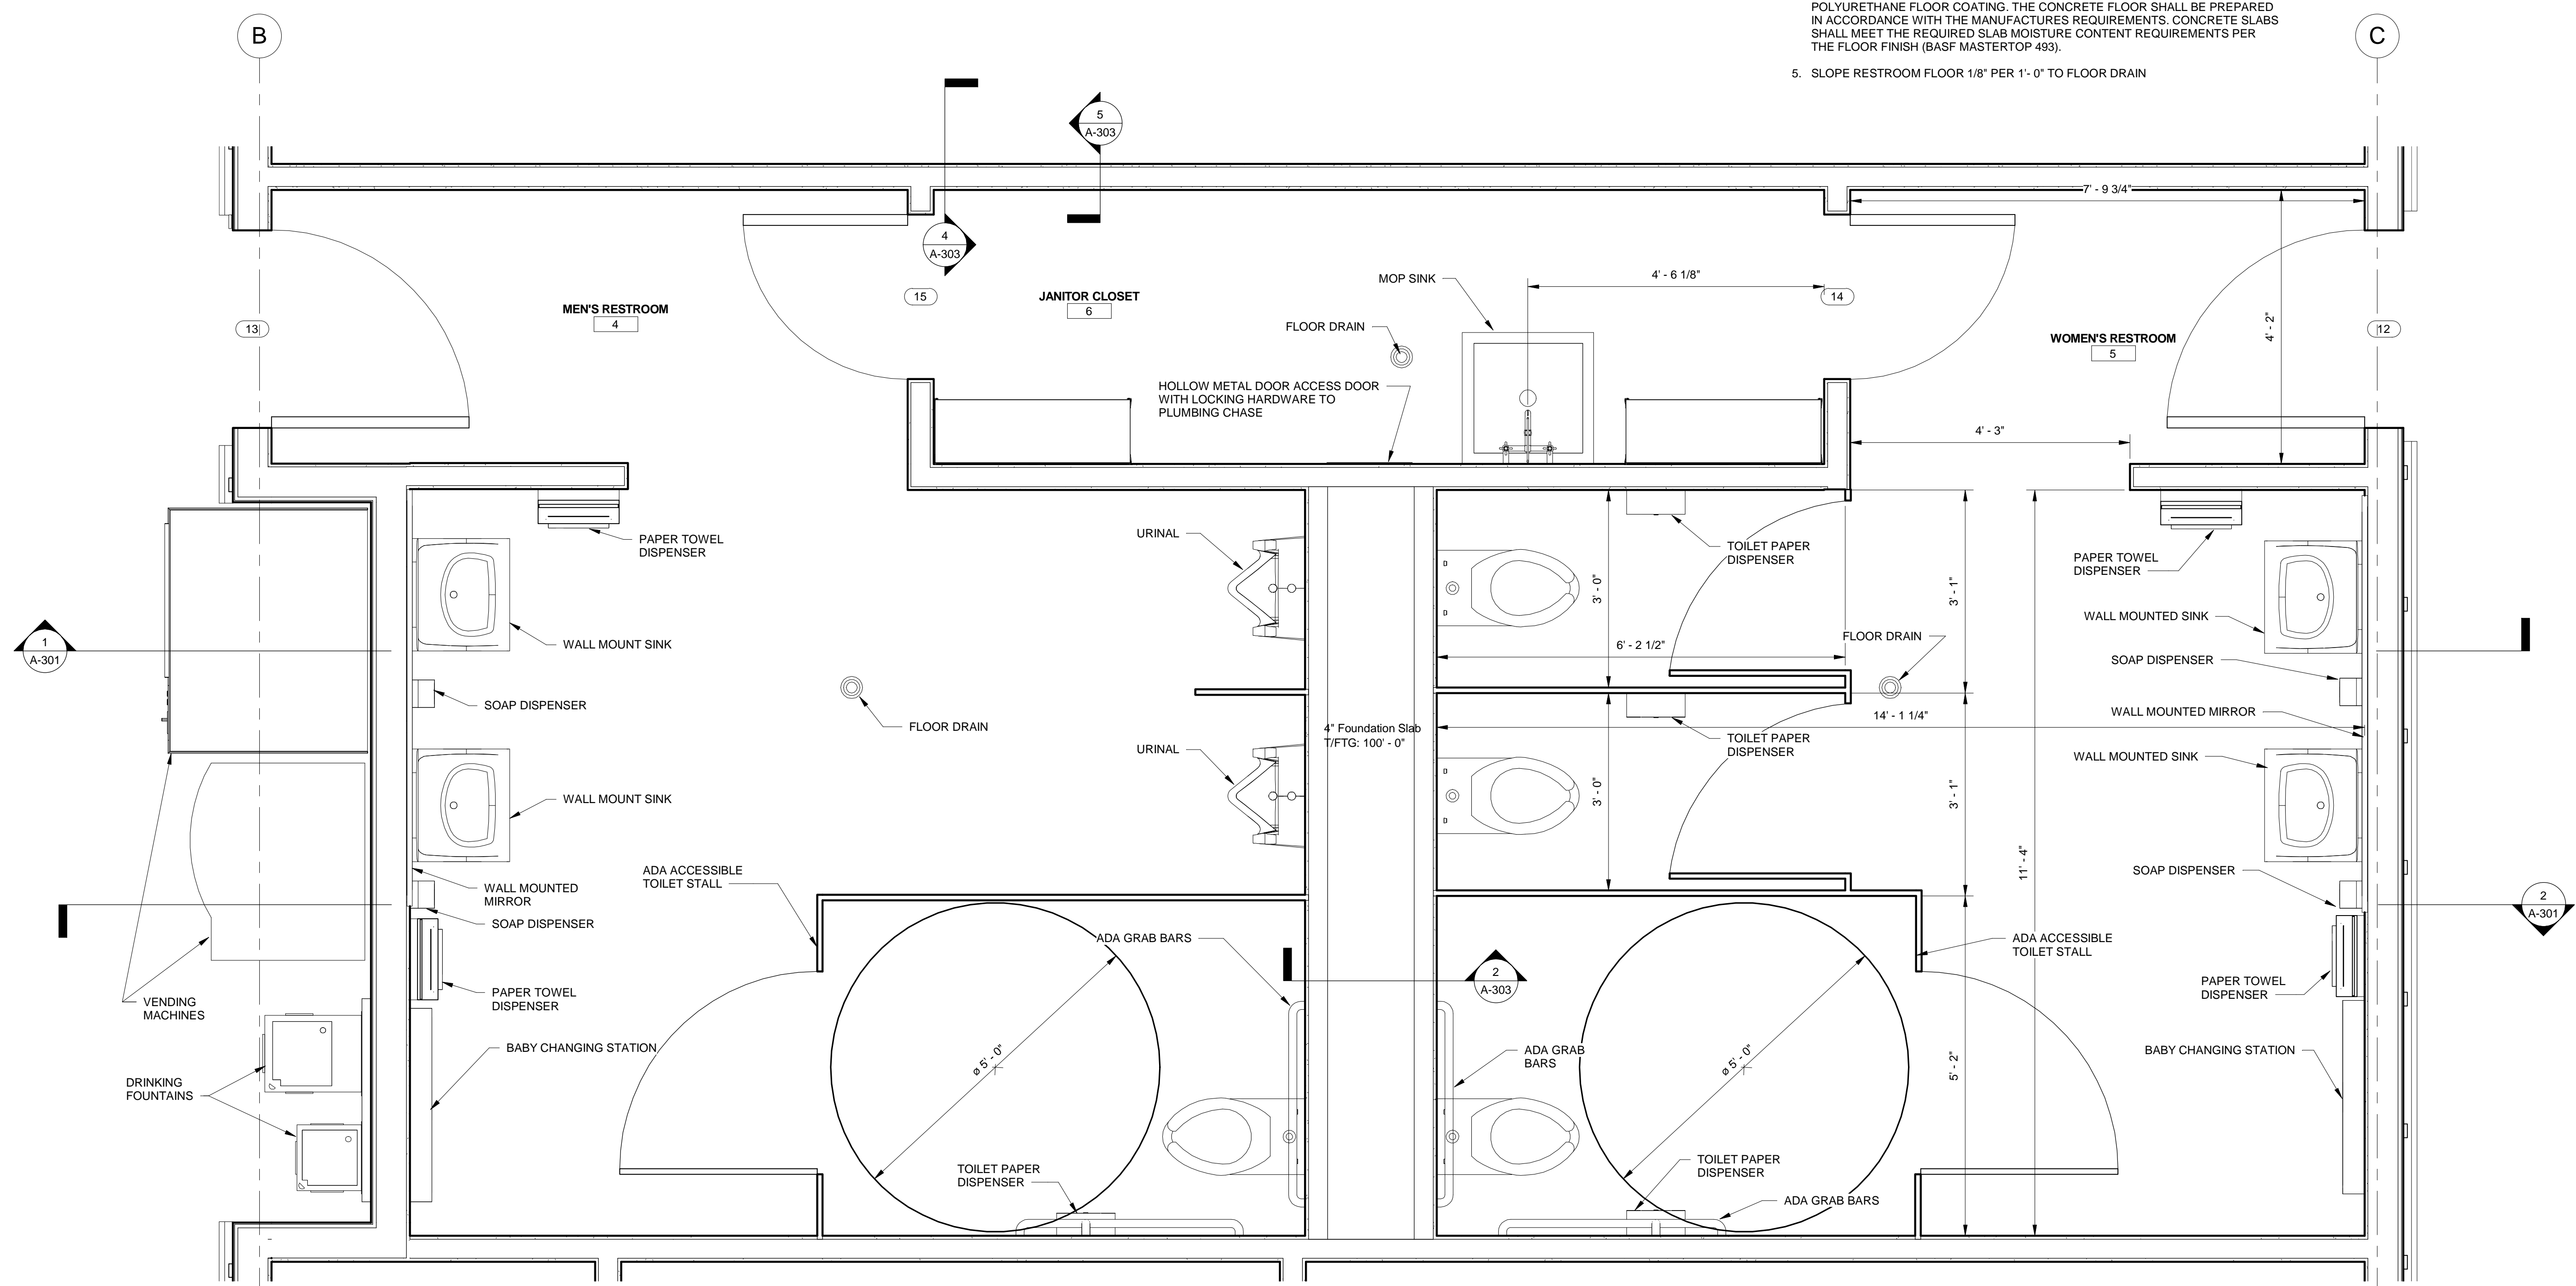 POLYURETHANE FLOOR COATING. THE CONCRETE FLOOR SHALL BE PREPARED
IN ACCORDANCE WITH THE MANUFACTURES REQUIREMENTS. CONCRETE SLABS
SHALL MEET THE REQUIRED SLAB MOISTURE CONTENT REQUIREMENTS PER
THE FLOOR FINISH (BASF MASTERTOP 493).
5. SLOPE RESTROOM FLOOR 1/8" PER 1'- 0" TO FLOOR DRAIN
B
C
5
A-303
4
A-303
7' - 9 3/4"
MOP SINK
4' - 6 1/8"
15
JANITOR CLOSET
6
14
MEN'S RESTROOM
4
13
FLOOR DRAIN
4' - 2"
12
WOMEN'S RESTROOM
5
HOLLOW METAL DOOR ACCESS DOOR
WITH LOCKING HARDWARE TO
PLUMBING CHASE
4' - 3"
PAPER TOWEL
DISPENSER
URINAL
TOILET PAPER
DISPENSER
PAPER TOWEL
DISPENSER
3' - 0"
3' - 1"
WALL MOUNTED SINK
1
A-301
WALL MOUNT SINK
6' - 2 1/2"
FLOOR DRAIN
SOAP DISPENSER
SOAP DISPENSER
FLOOR DRAIN
4" Foundation Slab
T/FTG: 100' - 0"
14' - 1 1/4"
WALL MOUNTED MIRROR
URINAL
TOILET PAPER
DISPENSER
WALL MOUNTED SINK
WALL MOUNT SINK
3' - 0"
3' - 1"
11' - 4"
ADA ACCESSIBLE
TOILET STALL
SOAP DISPENSER
WALL MOUNTED
MIRROR
SOAP DISPENSER
2
A-301
ADA GRAB BARS
ADA ACCESSIBLE
TOILET STALL
2
A-303
VENDING
MACHINES
PAPER TOWEL
DISPENSER
PAPER TOWEL
DISPENSER
BABY CHANGING STATION
ø 5' - 0"
ADA GRAB
BARS
ø 5' - 0"
5' - 2"
BABY CHANGING STATION
DRINKING
FOUNTAINS
TOILET PAPER
DISPENSER
TOILET PAPER
DISPENSER
ADA GRAB BARS